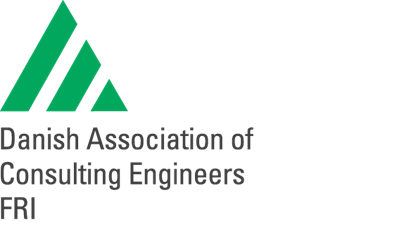 Danish Association of
Consulting Engineers
FRI